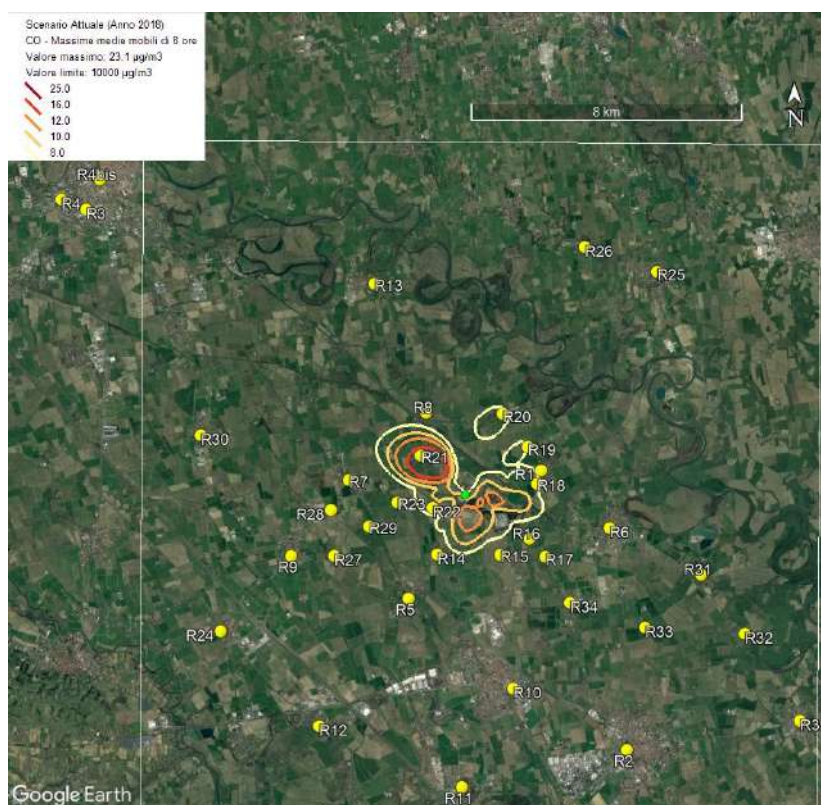 Scenario Attuale (Anno 2018)
CO - Massime medie mobili di 8 ore
Valore massimo: 23.1 µg/m3
Valore limite: 10000 µg/m3
25.0
16.0
12.0
10.0
8.0
8 km
N
R4bis
R4
R3
R26
R25
R13
R8
R20
R30
R19
R21
R1
R18
R7
R23
R22
R28
R29
R16
R6
R9
R27
R14
R15
R17
R31
R5
R34
R24
R33
R32
R10
R12
R3
R2
R11
Google Earth